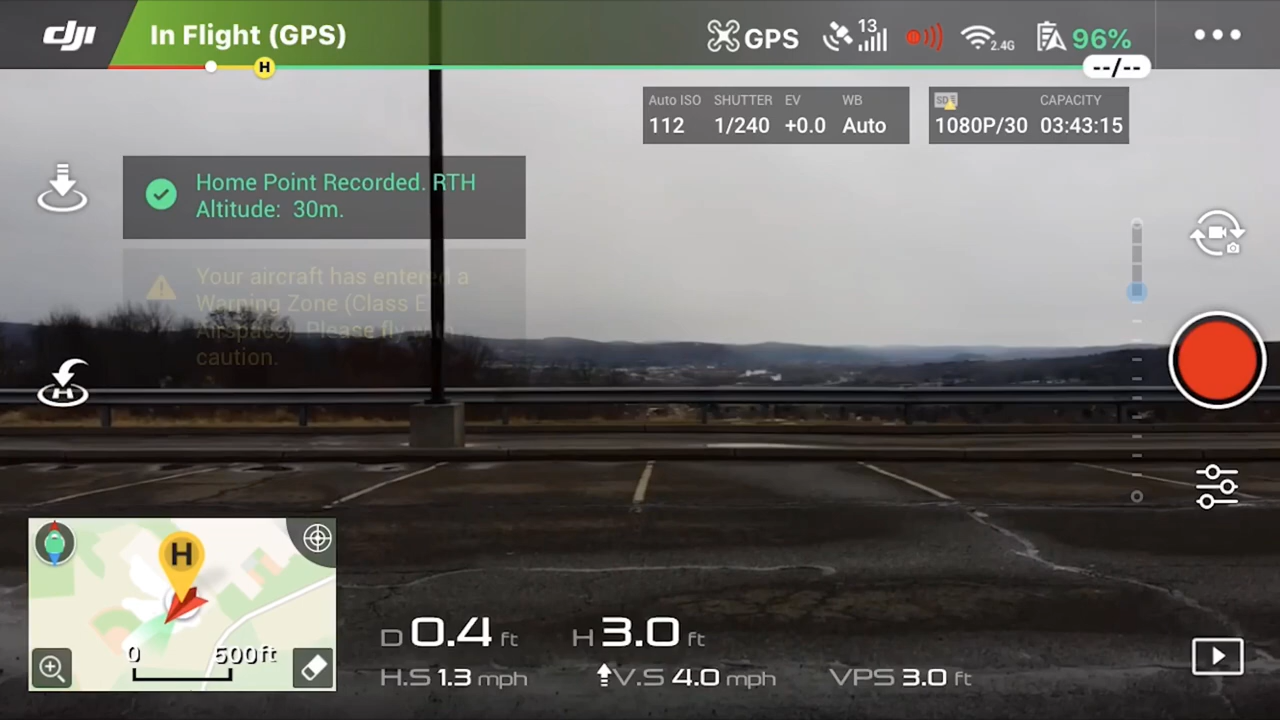 dji In Flight (GPS) GPS 13 2.4G 96%
H --/--
Auto ISO SHUTTER EV WB SD CAPACITY
112 1/240 +0.0 Auto 1080P/30 03:43:15
Home Point Recorded. RTH
Altitude: 30m.
Your aircraft has entered a
Warning Zone (Class E
Airspace). Please fly with
caution.
H
0 500ft
D 0.4 ft H 3.0 ft
H.S 1.3 mph V.S 4.0 mph VPS 3.0 ft